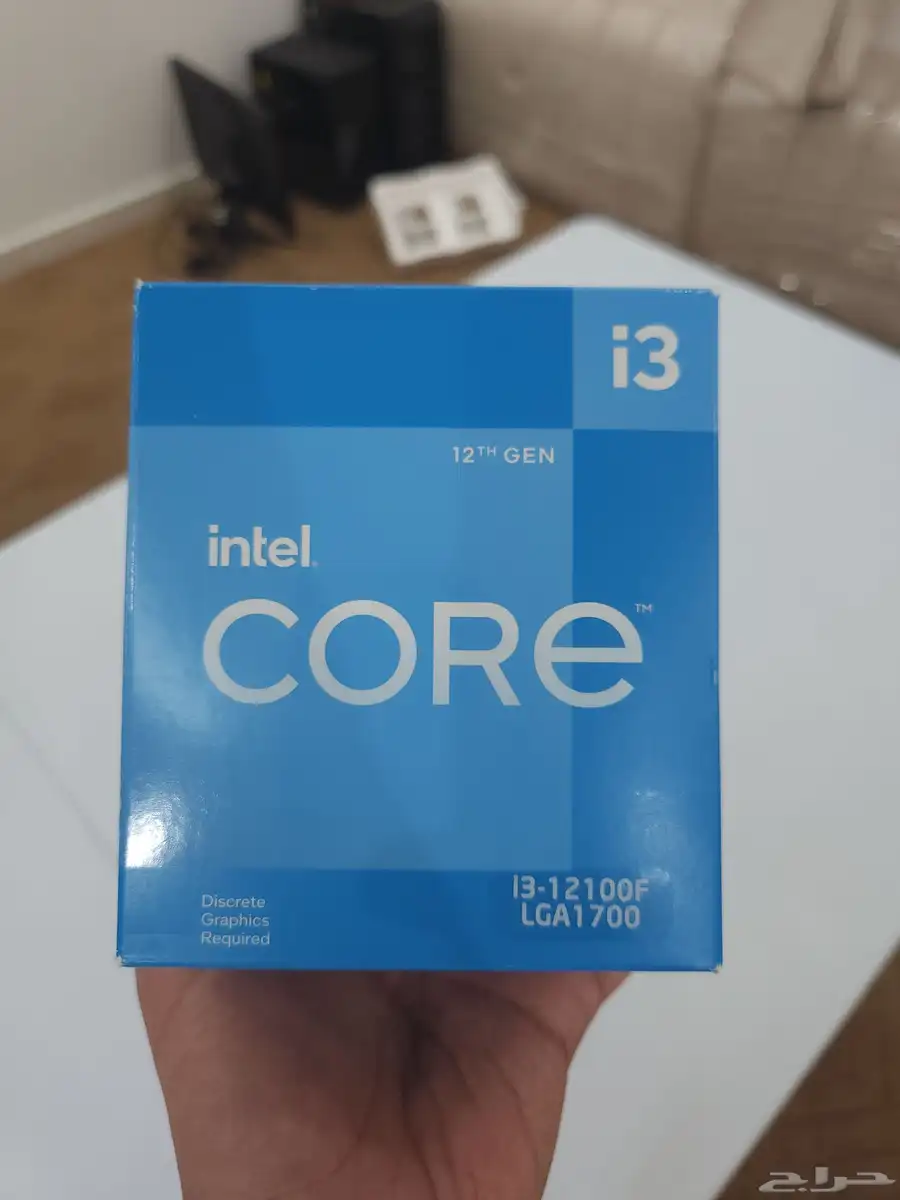 i3
12TH GEN
intel.
CORE™
Discrete
Graphics
Required
I3-12100F
LGA1700
حراج